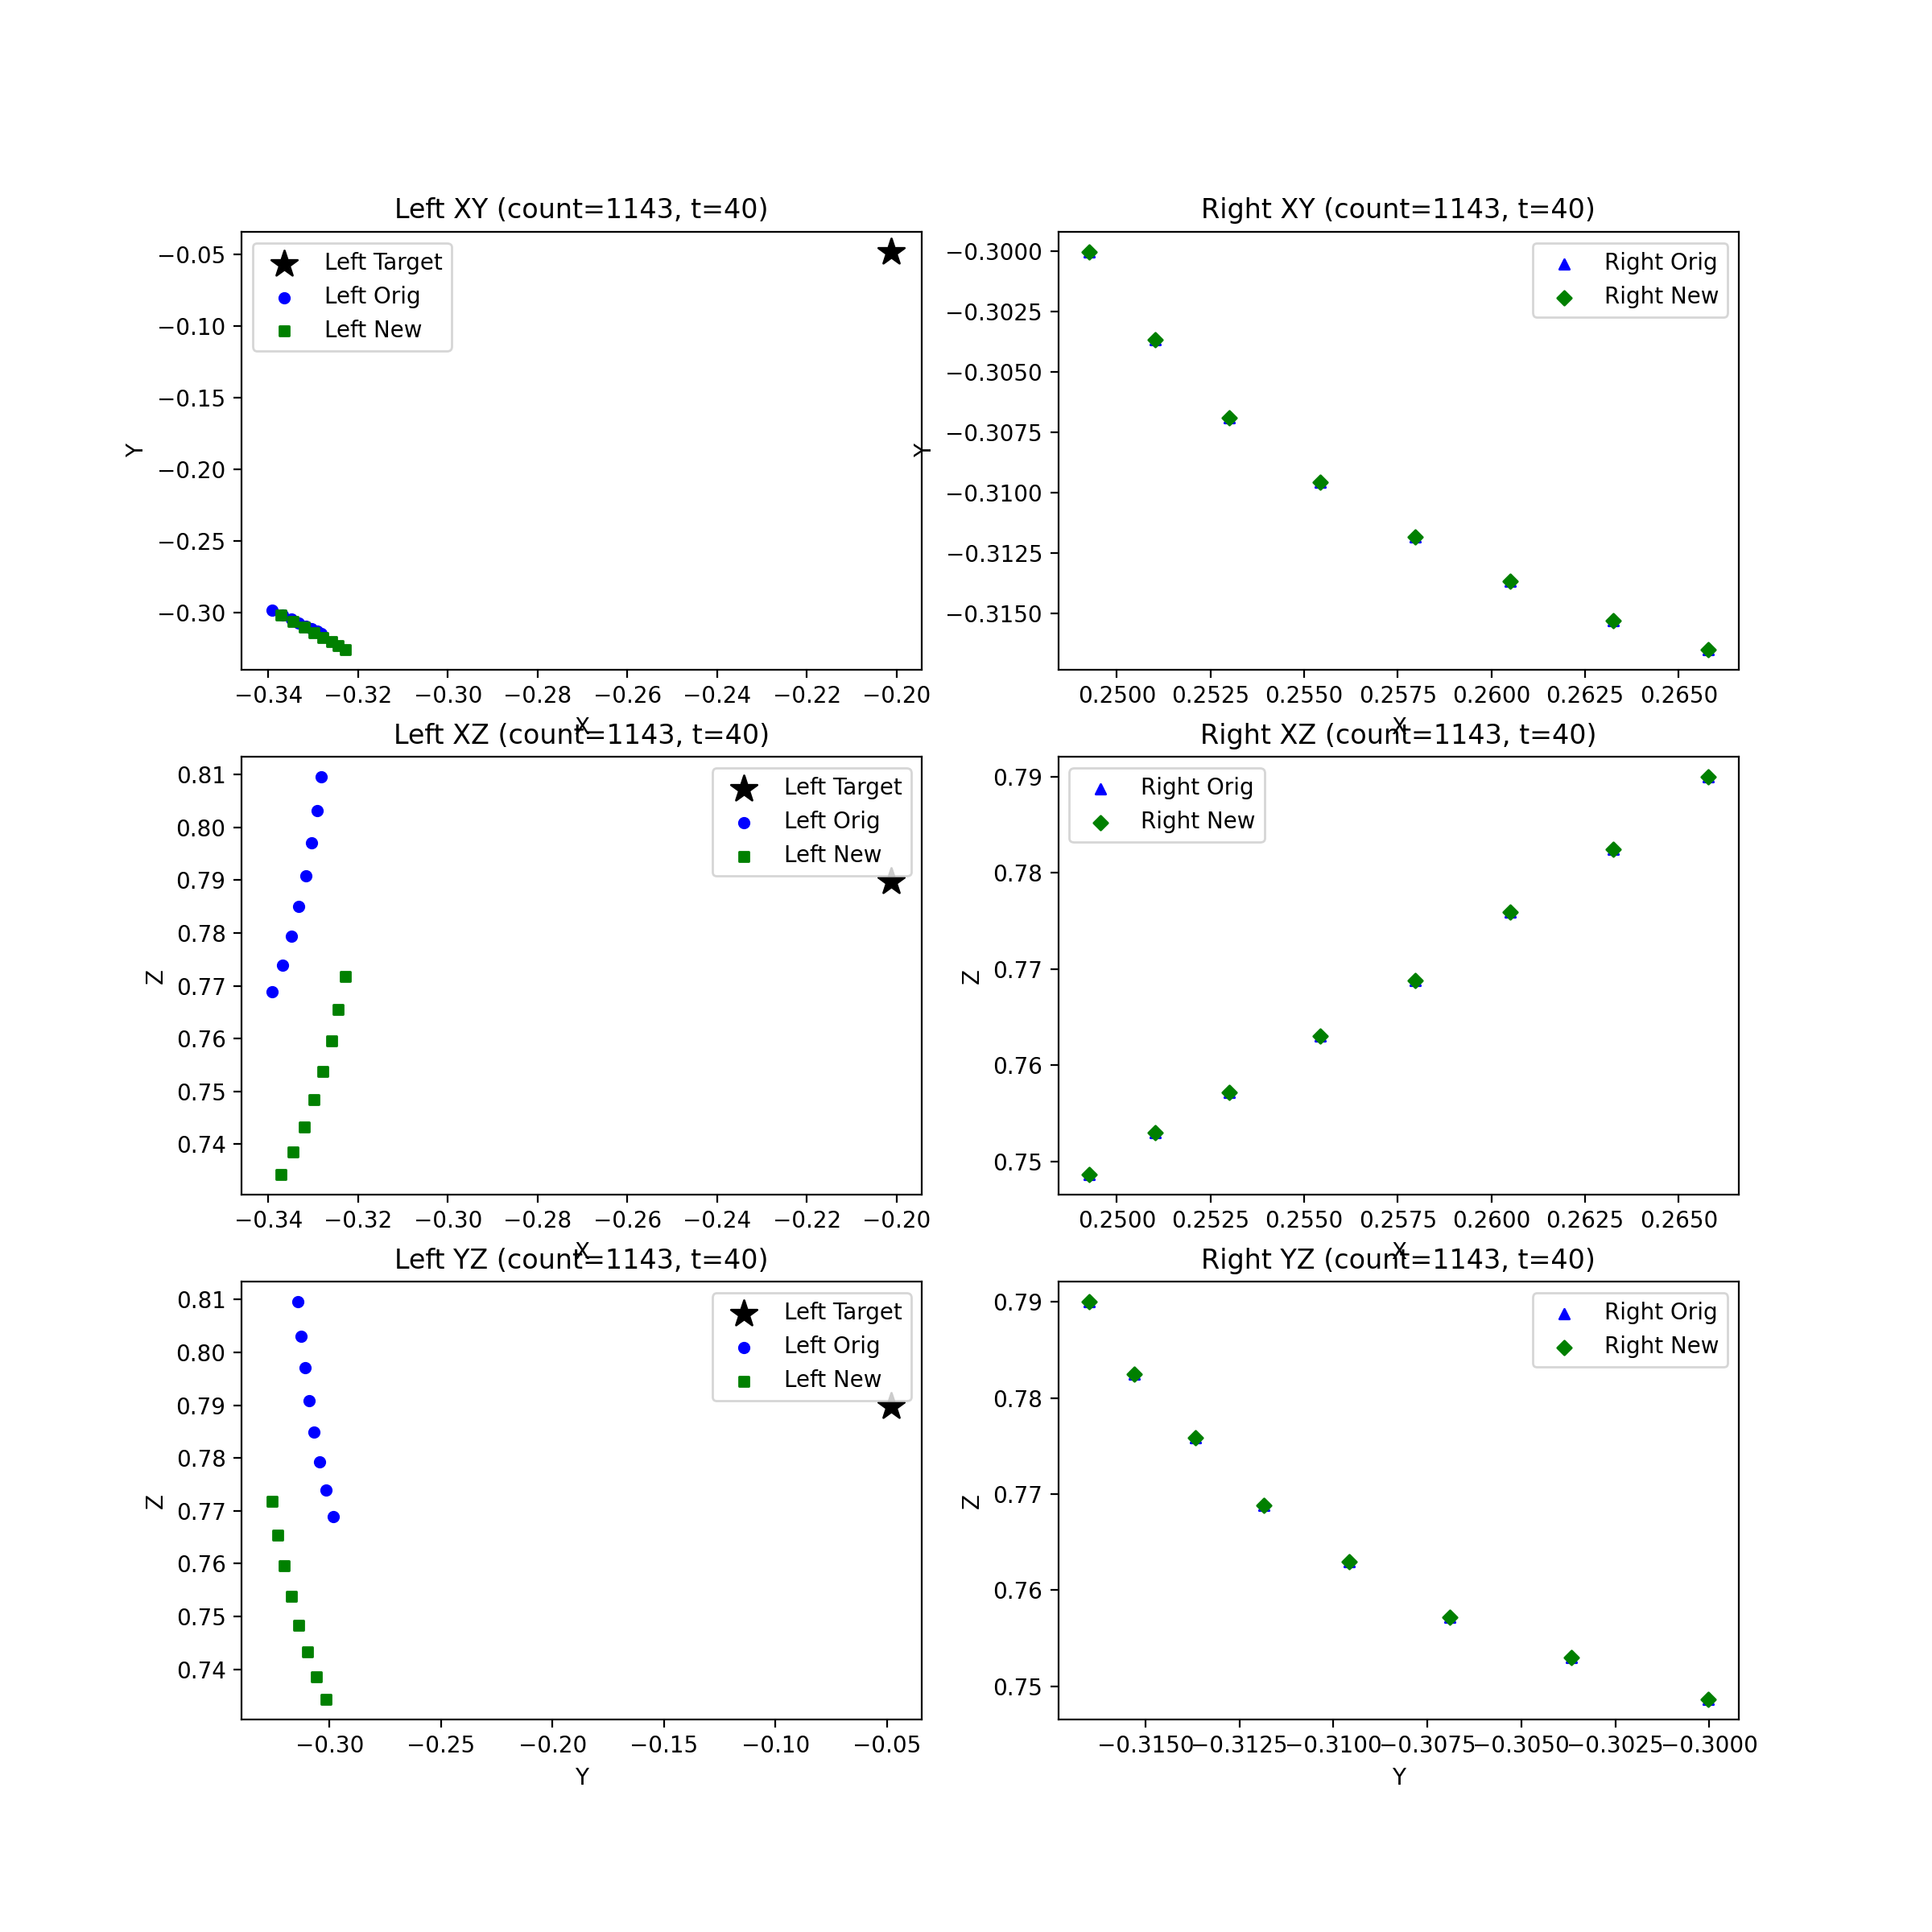 Left XY (count=1143, t=40)
−0.05
−0.10
−0.15
−0.20
−0.25
−0.30
Y
Left Target
Left Orig
Left New
−0.34
−0.32
−0.30
−0.28
−0.26
−0.24
−0.22
−0.20
X
Right XY (count=1143, t=40)
−0.3000
−0.3025
−0.3050
−0.3075
−0.3100
−0.3125
−0.3150
Y
Right Orig
Right New
0.2500
0.2525
0.2550
0.2575
0.2600
0.2625
0.2650
X
Left XZ (count=1143, t=40)
0.81
0.80
0.79
0.78
0.77
0.76
0.75
0.74
Z
Left Target
Left Orig
Left New
−0.34
−0.32
−0.30
−0.28
−0.26
−0.24
−0.22
−0.20
X
Right XZ (count=1143, t=40)
0.79
0.78
0.77
0.76
0.75
Z
Right Orig
Right New
0.2500
0.2525
0.2550
0.2575
0.2600
0.2625
0.2650
X
Left YZ (count=1143, t=40)
0.81
0.80
0.79
0.78
0.77
0.76
0.75
0.74
Z
Left Target
Left Orig
Left New
−0.30
−0.25
−0.20
−0.15
−0.10
−0.05
Y
Right YZ (count=1143, t=40)
0.79
0.78
0.77
0.76
0.75
Z
Right Orig
Right New
−0.3150
−0.3125
−0.3100
−0.3075
−0.3050
−0.3025
−0.3000
Y